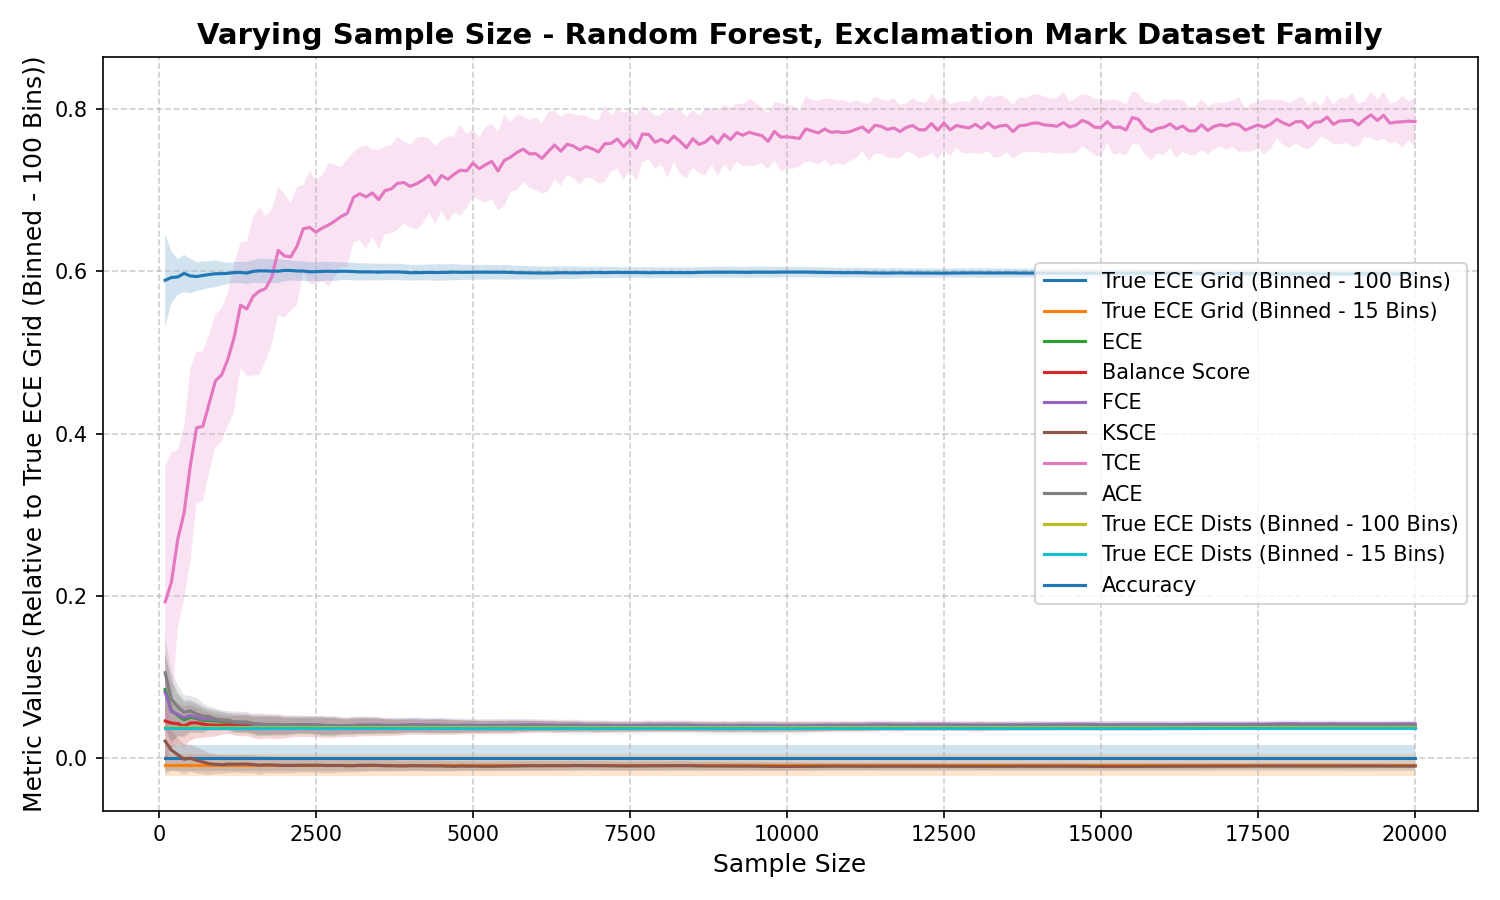 Varying Sample Size - Random Forest, Exclamation Mark Dataset Family
Metric Values (Relative to True ECE Grid (Binned - 100 Bins))
0.8
0.6
0.4
0.2
0.0
True ECE Grid (Binned - 100 Bins)
True ECE Grid (Binned - 15 Bins)
ECE
Balance Score
FCE
KSCE
TCE
ACE
True ECE Dists (Binned - 100 Bins)
True ECE Dists (Binned - 15 Bins)
Accuracy
0 2500 5000 7500 10000 12500 15000 17500 20000
Sample Size